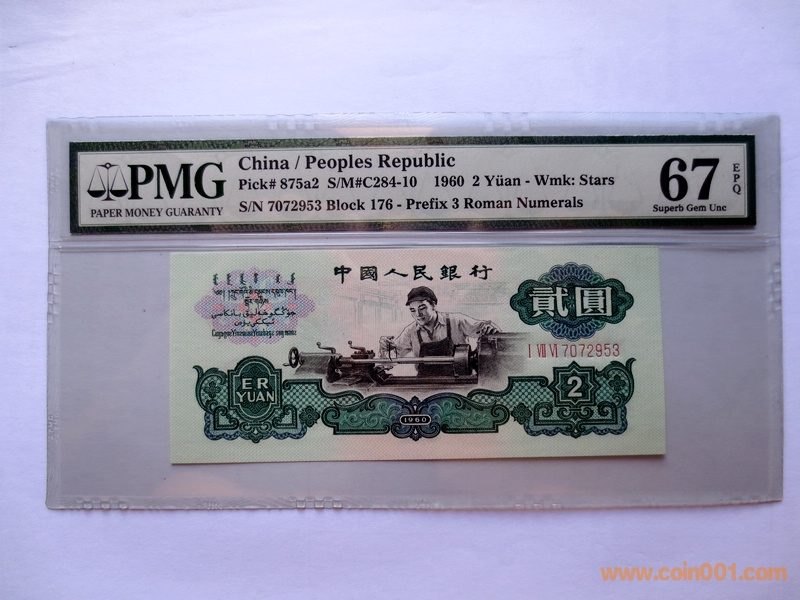 PMG
PAPER MONEY GUARANTY
China / Peoples Republic
Pick# 875a2 S/M#C284-10 1960 2 Yüan - Wmk: Stars
S/N 7072953 Block 176 - Prefix 3 Roman Numerals
67 EPQ
Superb Gem Unc
中國人民銀行
貳圓
I VII VI 7072953
ER
YUAN
1960
2
www.coin001.com